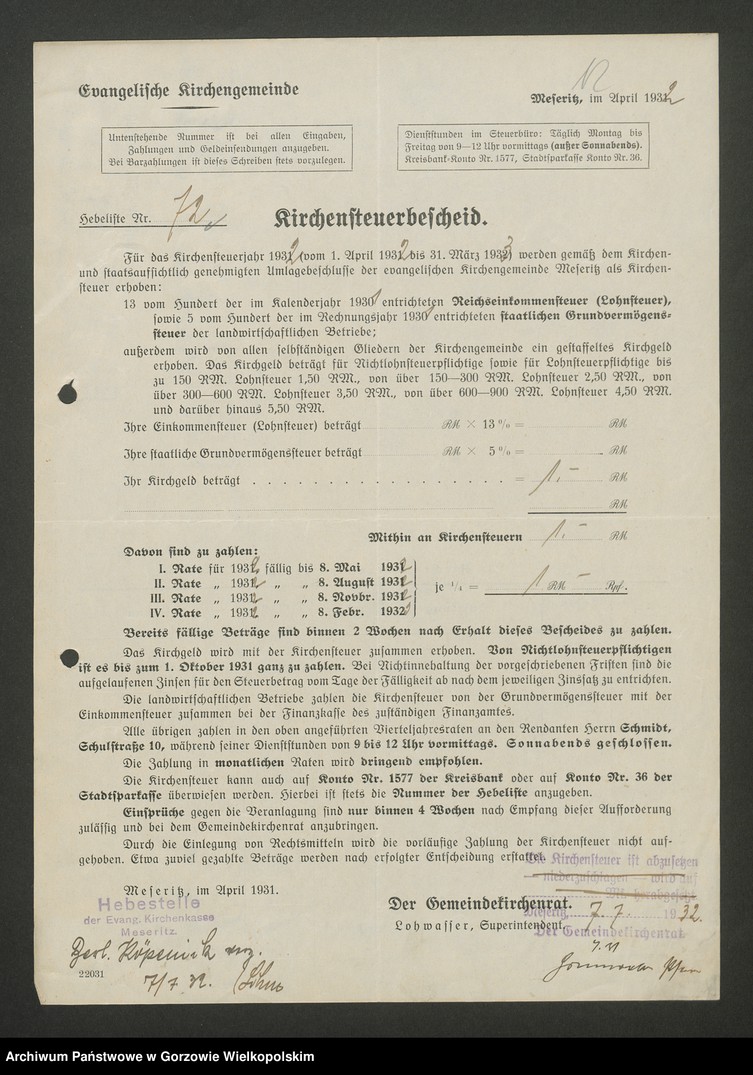 Evangelische Kirchengemeinde
Meseritz, im April 1932
Untenstehende Nummer ist bei allen Eingaben,
Zahlungen und Geldeinsendungen anzugeben.
Bei Barzahlungen ist dieses Schreiben stets vorzulegen.
Dienststunden im Steuerbüro: Täglich Montag bis
Freitag von 9—12 Uhr vormittags (außer Sonnabends).
Kreisbank-Konto Nr. 1577, Stadtsparkasse Konto Nr. 36.
Hebeliste Nr. 72
Kirchensteuerbescheid.
Für das Kirchensteuerjahr 1932 (vom 1. April 1932 bis 31. März 1933) werden gemäß dem Kirchen-
und staatsaufsichtlich genehmigten Umlagebeschlusse der evangelischen Kirchengemeinde Meseritz als Kirchen-
steuer erhoben:
13 vom Hundert der im Kalenderjahr 1931 entrichteten Reichseinkommensteuer (Lohnsteuer),
sowie 5 vom Hundert der im Rechnungsjahr 1931 entrichteten staatlichen Grundvermögens-
steuer der landwirtschaftlichen Betriebe;
außerdem wird von allen selbständigen Gliedern der Kirchengemeinde ein gestaffeltes Kirchgeld
erhoben. Das Kirchgeld beträgt für Nichtlohnsteuerpflichtige sowie für Lohnsteuerpflichtige bis
zu 150 RM. Lohnsteuer 1,50 RM., von über 150—300 RM. Lohnsteuer 2,50 RM., von
über 300—600 RM. Lohnsteuer 3,50 RM., von über 600—900 RM. Lohnsteuer 4,50 RM.
und darüber hinaus 5,50 RM.
Ihre Einkommensteuer (Lohnsteuer) beträgt RM × 13 % = RM
Ihre staatliche Grundvermögenssteuer beträgt RM × 5 % = RM
Ihr Kirchgeld beträgt . . . . . . . . . . . . . . . . . . = 1.– RM
RM
Mithin an Kirchensteuern 1.– RM
Davon sind zu zahlen:
I. Rate für 1932 fällig bis 8. Mai 1932
II. Rate „ 1932 „ „ 8. August 1932
III. Rate „ 1932 „ „ 8. Novbr. 1932
IV. Rate „ 1932 „ „ 8. Febr. 1933
je ¼ = 1 RM – Rpf.
Bereits fällige Beträge sind binnen 2 Wochen nach Erhalt dieses Bescheides zu zahlen.
Das Kirchgeld wird mit der Kirchensteuer zusammen erhoben. Von Nichtlohnsteuerpflichtigen
ist es bis zum 1. Oktober 1931 ganz zu zahlen. Bei Nichtinnehaltung der vorgeschriebenen Fristen sind die
aufgelaufenen Zinsen für den Steuerbetrag vom Tage der Fälligkeit ab nach dem jeweiligen Zinssatz zu entrichten.
Die landwirtschaftlichen Betriebe zahlen die Kirchensteuer von der Grundvermögenssteuer mit der
Einkommensteuer zusammen bei der Finanzkasse des zuständigen Finanzamtes.
Alle übrigen zahlen in den oben angeführten Vierteljahresraten an den Rendanten Herrn Schmidt,
Schulstraße 10, während seiner Dienststunden von 9 bis 12 Uhr vormittags. Sonnabends geschlossen.
Die Zahlung in monatlichen Raten wird dringend empfohlen.
Die Kirchensteuer kann auch auf Konto Nr. 1577 der Kreisbank oder auf Konto Nr. 36 der
Stadtsparkasse überwiesen werden. Hierbei ist stets die Nummer der Hebeliste anzugeben.
Einsprüche gegen die Veranlagung sind nur binnen 4 Wochen nach Empfang dieser Aufforderung
zulässig und bei dem Gemeindekirchenrat anzubringen.
Durch die Einlegung von Rechtsmitteln wird die vorläufige Zahlung der Kirchensteuer nicht auf-
gehoben. Etwa zuviel gezahlte Beträge werden nach erfolgter Entscheidung erstattet.
Die Kirchensteuer ist abzusetzen
niederzuschlagen — wird auf
Mk. herabgesetzt
Meseritz, 7. 7. 1932.
Der Gemeindekirchenrat
Meseritz, im April 1931.
Der Gemeindekirchenrat.
Lohwasser, Superintendent.
Hebestelle
der Evang. Kirchenkasse
Meseritz.
Köpenick
7/7 32.
22031
Archiwum Państwowe w Gorzowie Wielkopolskim